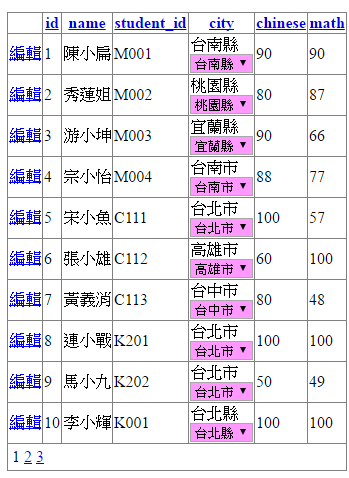 id name student_id city chinese math
編輯 1 陳小扁 M001 台南縣 90 90
台南縣
編輯 2 秀蓮姐 M002 桃園縣 80 87
桃園縣
編輯 3 游小坤 M003 宜蘭縣 90 66
宜蘭縣
編輯 4 宗小怡 M004 台南市 88 77
台南市
編輯 5 宋小魚 C111 台北市 100 57
台北市
編輯 6 張小雄 C112 高雄市 60 100
高雄市
編輯 7 黃義消 C113 台中市 80 48
台中市
編輯 8 連小戰 K201 台北市 100 100
台北市
編輯 9 馬小九 K202 台北市 50 49
台北市
編輯 10 李小輝 K001 台北縣 100 100
台北縣
1 2 3